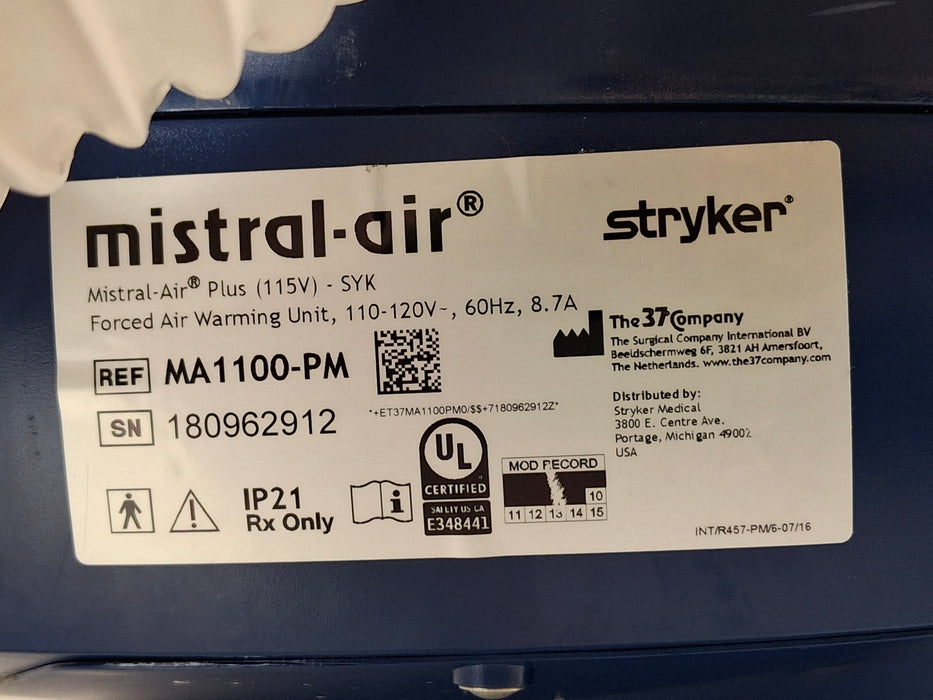 mistral-air®
stryker®
Mistral-Air® Plus (115V) - SYK
Forced Air Warming Unit, 110-120V~, 60Hz, 8.7A
REF MA1100-PM
*+ET37MA1100PM0/$$+7180962912Z*
SN 180962912
The 37 Company
The Surgical Company International BV
Beeldschermweg 6F, 3821 AH Amersfoort,
The Netherlands. www.the37company.com
Distributed by:
Stryker Medical
3800 E. Centre Ave.
Portage, Michigan 49002
USA
IP21
Rx Only
i
UL
CERTIFIED
SAFETY US CA
E348441
MOD RECORD
10
11 12 13 14 15
INT/R457-PM/6-07/16